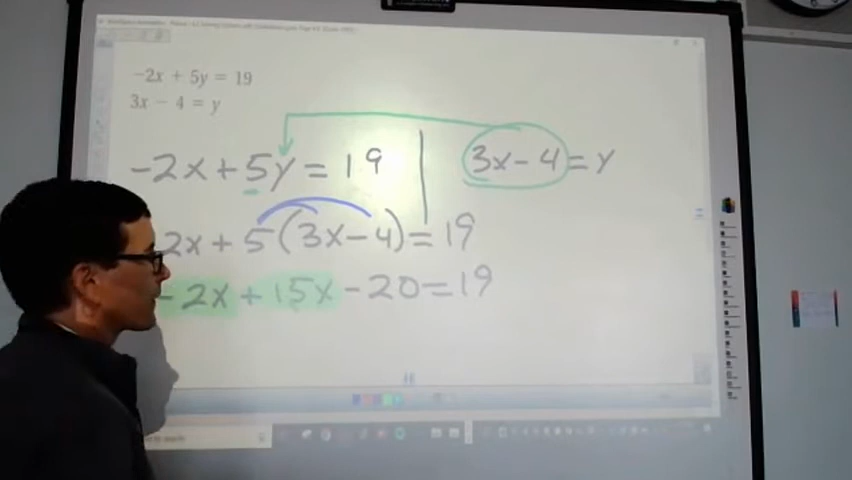 -2x + 5y = 19
3x - 4 = y
-2x + 5y = 19
3x - 4 = y
2x + 5(3x - 4) = 19
-2x + 15x - 20 = 19